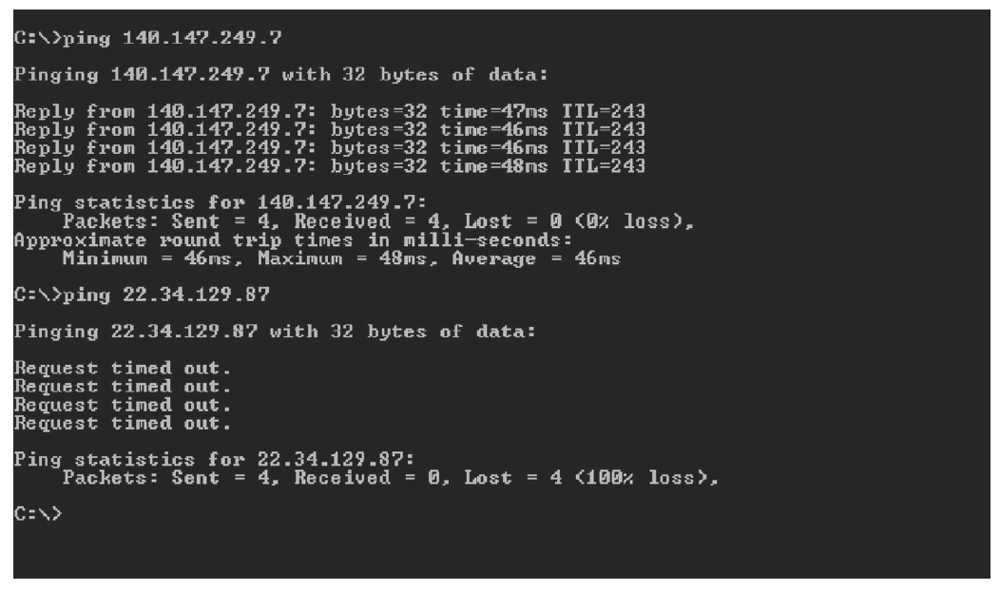 C:\>ping 140.147.249.7
Pinging 140.147.249.7 with 32 bytes of data:
Reply from 140.147.249.7: bytes=32 time=47ms TTL=243
Reply from 140.147.249.7: bytes=32 time=46ms TTL=243
Reply from 140.147.249.7: bytes=32 time=46ms TTL=243
Reply from 140.147.249.7: bytes=32 time=48ms TTL=243
Ping statistics for 140.147.249.7:
    Packets: Sent = 4, Received = 4, Lost = 0 (0% loss),
Approximate round trip times in milli-seconds:
    Minimum = 46ms, Maximum = 48ms, Average = 46ms
C:\>ping 22.34.129.87
Pinging 22.34.129.87 with 32 bytes of data:
Request timed out.
Request timed out.
Request timed out.
Request timed out.
Ping statistics for 22.34.129.87:
    Packets: Sent = 4, Received = 0, Lost = 4 (100% loss),
C:\>